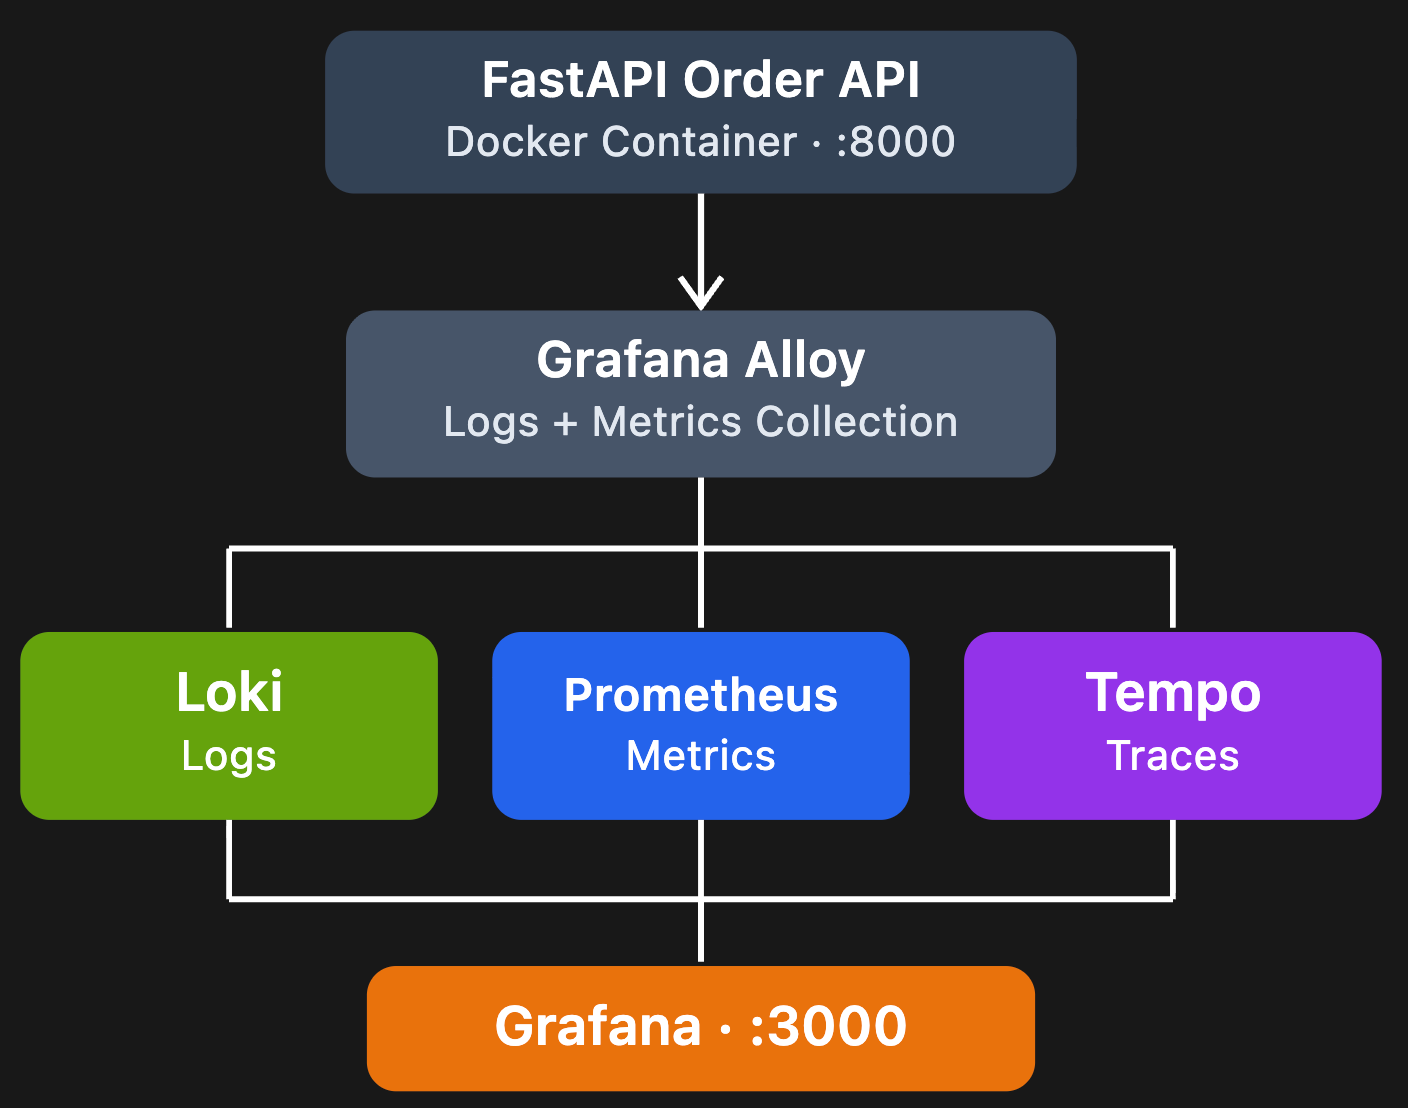 FastAPI Order API
Docker Container · :8000
Grafana Alloy
Logs + Metrics Collection
Loki
Logs
Prometheus
Metrics
Tempo
Traces
Grafana · :3000